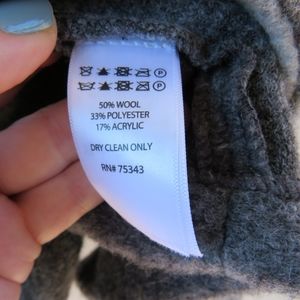 50% WOOL
33% POLYESTER
17% ACRYLIC
DRY CLEAN ONLY
RN# 75343